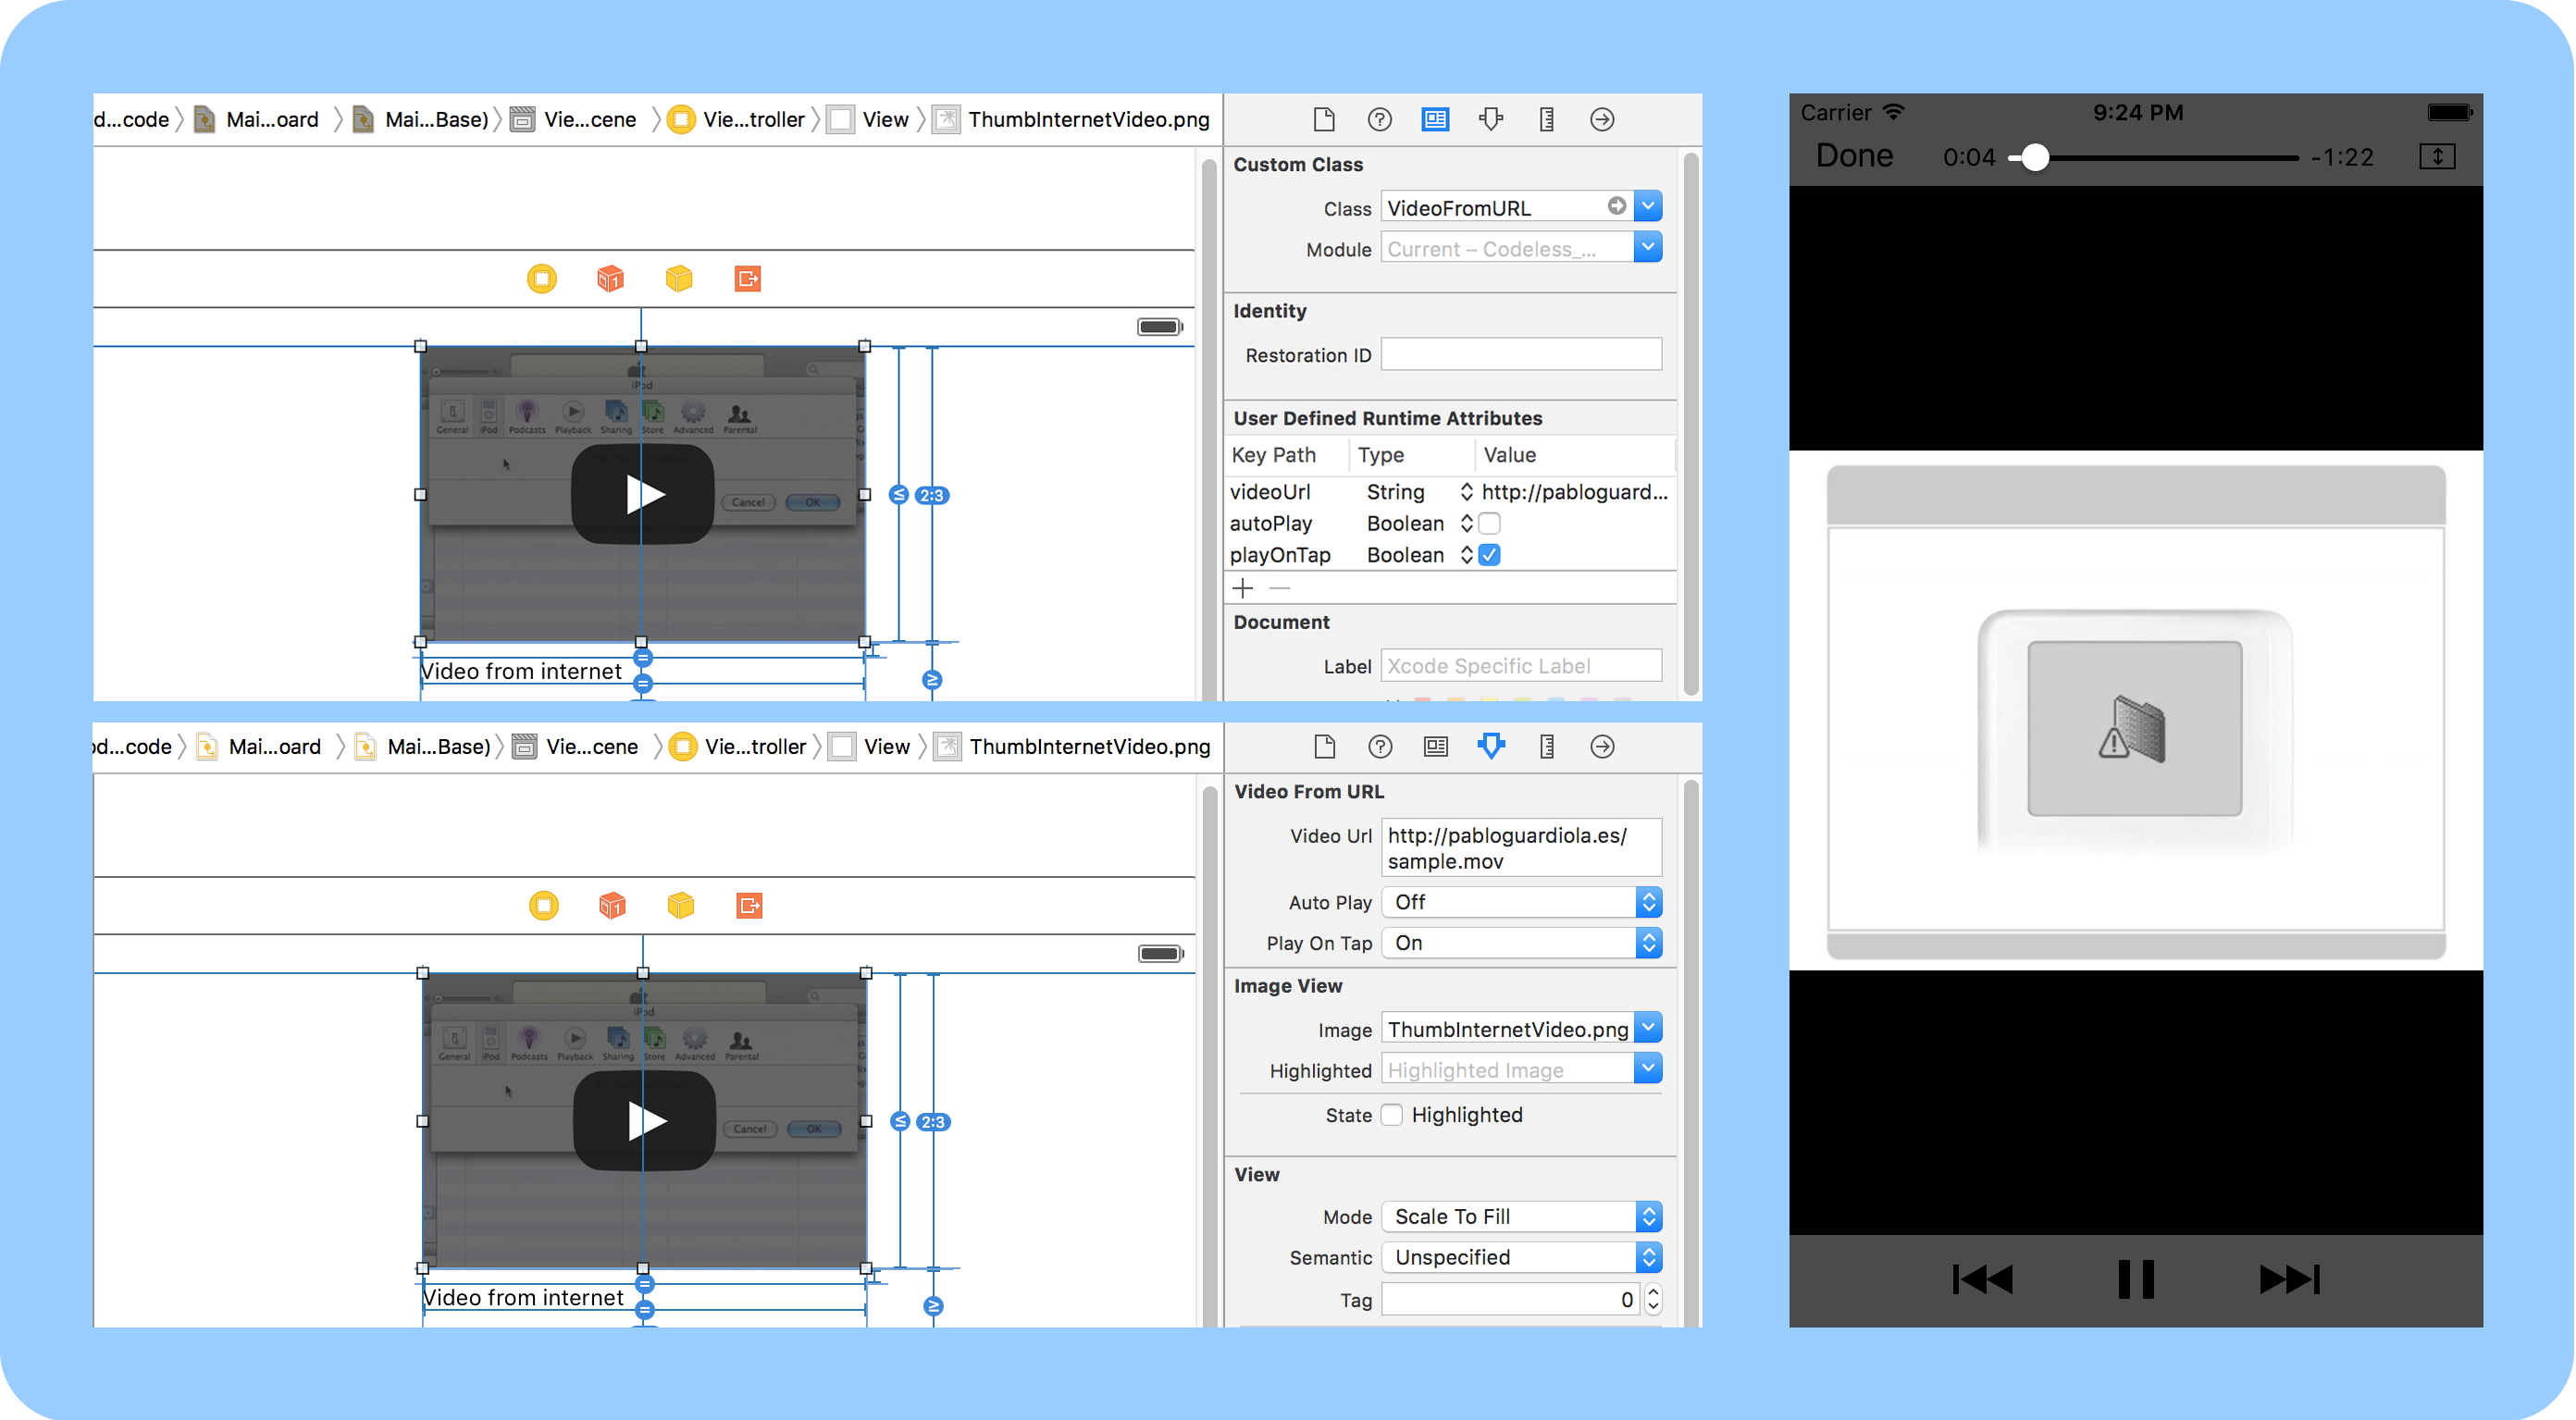 d...code Mai...oard Mai...Base) Vie...cene Vie...troller View ThumbInternetVideo.png
iPod
General iPod Podcasts Playback Sharing Store Advanced Parental
Cancel OK
≤ 2:3
Video from internet
=
=
≥
Custom Class
Class VideoFromURL
Module Current – Codeless_...
Identity
Restoration ID
User Defined Runtime Attributes
Key Path Type Value
videoUrl String http://pabloguard...
autoPlay Boolean
playOnTap Boolean
+ —
Document
Label Xcode Specific Label
od...code Mai...oard Mai...Base) Vie...cene Vie...troller View ThumbInternetVideo.png
iPod
General iPod Podcasts Playback Sharing Store Advanced Parental
Cancel OK
≤ 2:3
Video from internet
=
=
≥
Video From URL
Video Url http://pabloguardiola.es/
sample.mov
Auto Play Off
Play On Tap On
Image View
Image ThumbInternetVideo.png
Highlighted Highlighted Image
State Highlighted
View
Mode Scale To Fill
Semantic Unspecified
Tag 0
Carrier 9:24 PM
Done 0:04 -1:22